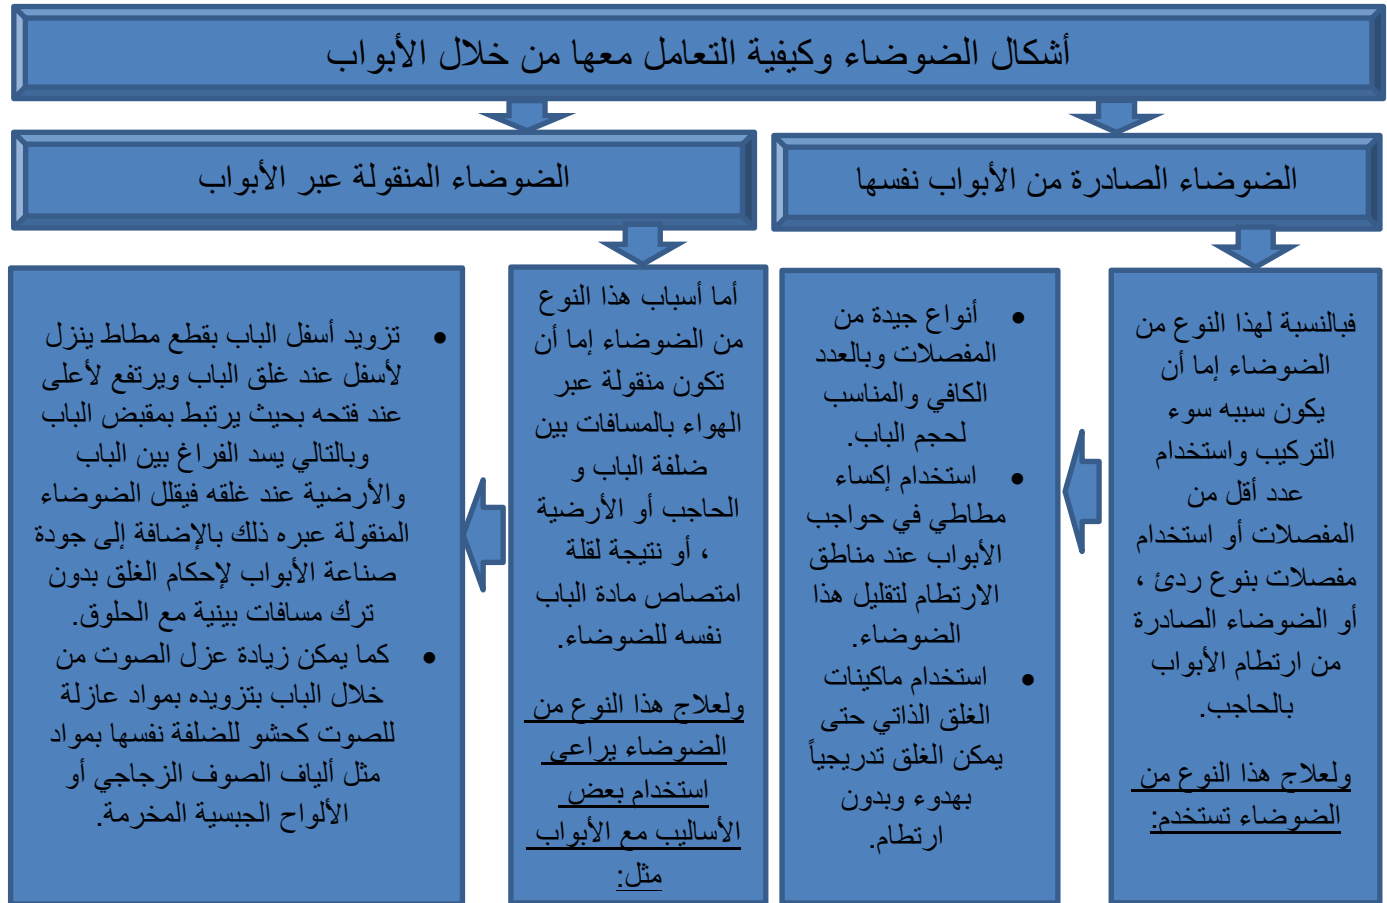 أشكال الضوضاء وكيفية التعامل معها من خلال الأبواب
الضوضاء الصادرة من الأبواب نفسها
الضوضاء المنقولة عبر الأبواب
فبالنسبة لهذا النوع من
الضوضاء إما أن
يكون سببه سوء
التركيب واستخدام
عدد أقل من
المفصلات أو استخدام
مفصلات بنوع ردئ ،
أو الضوضاء الصادرة
من ارتطام الأبواب
بالحاجب.
ولعلاج هذا النوع من
الضوضاء تستخدم:
• أنواع جيدة من
المفصلات وبالعدد
الكافي والمناسب
لحجم الباب.
• استخدام إكساء
مطاطي في حواجب
الأبواب عند مناطق
الارتطام لتقليل هذا
الضوضاء.
• استخدام ماكينات
الغلق الذاتي حتى
يمكن الغلق تدريجياً
بهدوء وبدون
ارتطام.
أما أسباب هذا النوع
من الضوضاء إما أن
تكون منقولة عبر
الهواء بالمسافات بين
ضلفة الباب و
الحاجب أو الأرضية
، أو نتيجة لقلة
امتصاص مادة الباب
نفسه للضوضاء.
ولعلاج هذا النوع من
الضوضاء يراعى
استخدام بعض
الأساليب مع الأبواب
مثل:
• تزويد أسفل الباب بقطع مطاط ينزل
لأسفل عند غلق الباب ويرتفع لأعلى
عند فتحه بحيث يرتبط بمقبض الباب
وبالتالي يسد الفراغ بين الباب
والأرضية عند غلقه فيقلل الضوضاء
المنقولة عبره ذلك بالإضافة إلى جودة
صناعة الأبواب لإحكام الغلق بدون
ترك مسافات بينية مع الحلوق.
• كما يمكن زيادة عزل الصوت من
خلال الباب بتزويده بمواد عازلة
للصوت كحشو للضلفة نفسها بمواد
مثل ألياف الصوف الزجاجي أو
الألواح الجبسية المخرمة.